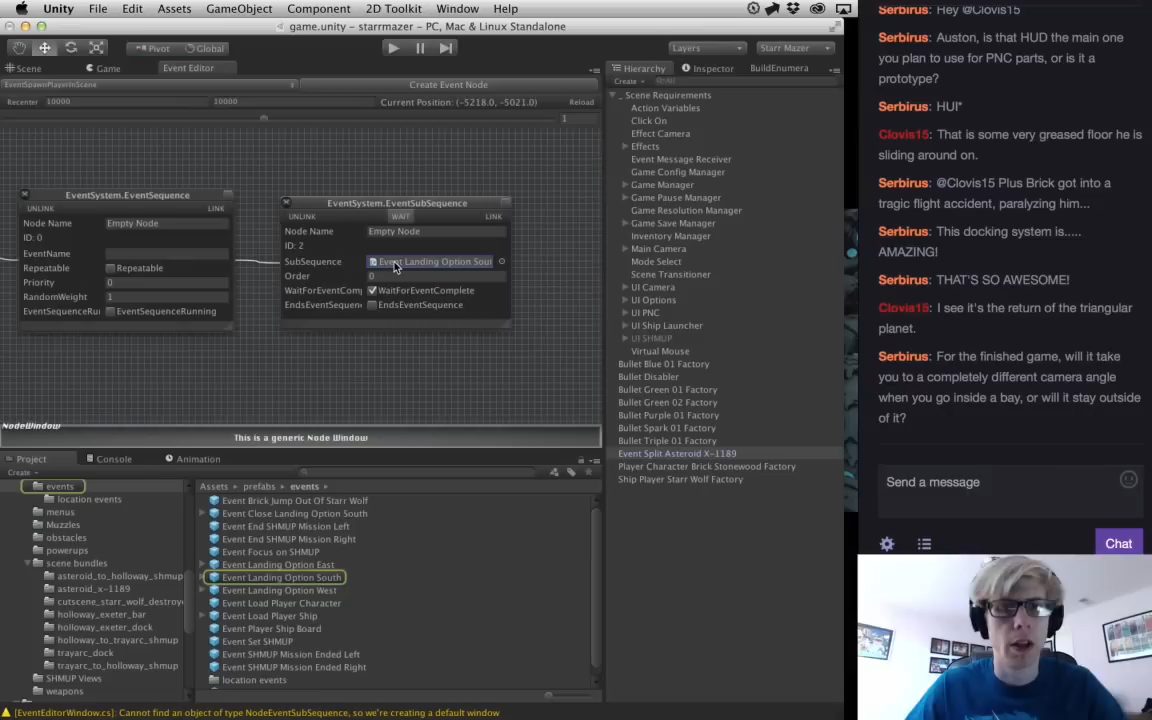 Unity File Edit Assets GameObject Component 2D Toolkit Window Help
game.unity - starrmazer - PC, Mac & Linux Standalone
Pivot Global Layers Starr Mazer
Scene Game Event Editor
EventSpawnPlayerInScene Create Event Node
Recenter 10000 10000 Current Position: (-5218.0, -5021.0) Reload
1
EventSystem.EventSequence
UNLINK LINK
Node Name Empty Node
ID: 0
EventName
Repeatable Repeatable
Priority 0
RandomWeight 1
EventSequenceRu EventSequenceRunning
EventSystem.EventSubSequence
UNLINK WAIT LINK
Node Name Empty Node
ID: 2
SubSequence Event Landing Option Sout
Order 0
WaitForEventComp WaitForEventComplete
EndsEventSequen EndsEventSequence
NodeWindow
This is a generic Node Window
Project Console Animation
Create
events
location events
menus
Muzzles
obstacles
powerups
scene bundles
asteroid_to_holloway_shmup
asteroid_x-1189
cutscene_starr_wolf_destroy
holloway_exeter_bar
holloway_exeter_dock
holloway_to_trayarc_shmup
trayarc_dock
trayarc_to_holloway_shmup
SHMUP Views
weapons
Assets prefabs events
Event Brick Jump Out Of Starr Wolf
Event Close Landing Option South
Event End SHMUP Mission Left
Event End SHMUP Mission Right
Event Focus on SHMUP
Event Landing Option East
Event Landing Option South
Event Landing Option West
Event Load Player Character
Event Load Player Ship
Event Player Ship Board
Event Set SHMUP
Event SHMUP Mission Ended Left
Event SHMUP Mission Ended Right
location events
[EventEditorWindow.cs]: Cannot find an object of type NodeEventSubSequence, so we're creating a default window
Hierarchy Inspector BuildEnumera
Create All
_Scene Requirements
Action Variables
Click On
Effect Camera
Effects
Event Message Receiver
Game Config Manager
Game Manager
Game Pause Manager
Game Resolution Manager
Game Save Manager
Inventory Manager
Main Camera
Mode Select
Scene Transitioner
UI Camera
UI Options
UI PNC
UI Ship Launcher
UI SHMUP
Virtual Mouse
Bullet Blue 01 Factory
Bullet Disabler
Bullet Green 01 Factory
Bullet Green 02 Factory
Bullet Purple 01 Factory
Bullet Spark 01 Factory
Bullet Triple 01 Factory
Event Split Asteroid X-1189
Player Character Brick Stonewood Factory
Ship Player Starr Wolf Factory
Serbirus: Hey @Clovis15
Serbirus: Auston, is that HUD the main one
you plan to use for PNC parts, or is it a
prototype?
Serbirus: HUI*
Clovis15: That is some very greased floor he is
sliding around on.
Serbirus: @Clovis15 Plus Brick got into a
tragic flight accident, paralyzing him...
Serbirus: This docking system is.....
AMAZING!
Serbirus: THAT'S SO AWESOME!
Clovis15: I see it's the return of the triangular
planet.
Serbirus: For the finished game, will it take
you to a completely different camera angle
when you go inside a bay, or will it stay outside
of it?
Send a message
Chat